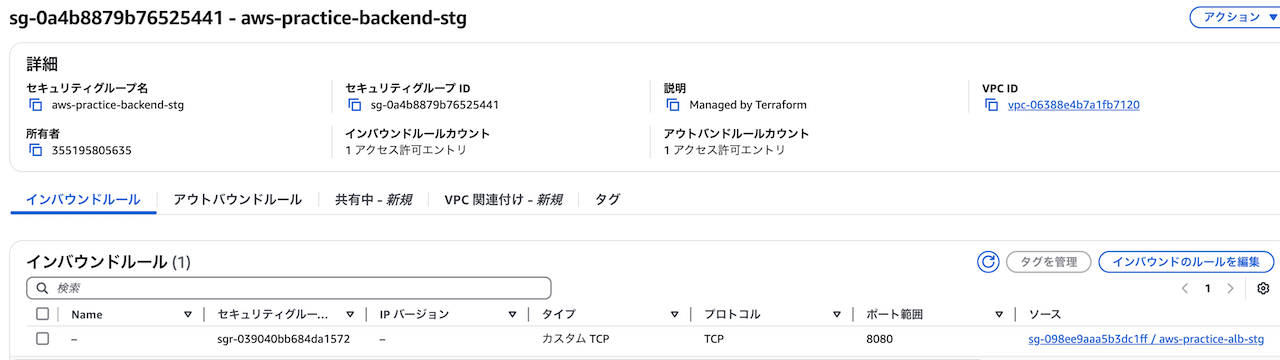 sg-0a4b8879b76525441 - aws-practice-backend-stg
アクション
詳細
セキュリティグループ名
aws-practice-backend-stg
セキュリティグループ ID
sg-0a4b8879b76525441
説明
Managed by Terraform
VPC ID
vpc-06388e4b7a1fb7120
所有者
355195805635
インバウンドルールカウント
1 アクセス許可エントリ
アウトバンドルールカウント
1 アクセス許可エントリ
インバウンドルール アウトバウンドルール 共有中 - 新規 VPC 関連付け - 新規 タグ
インバウンドルール (1)
タグを管理 インバウンドのルールを編集
検索
1
Name セキュリティグルー... IP バージョン タイプ プロトコル ポート範囲 ソース
– sgr-039040bb684da1572 – カスタム TCP TCP 8080 sg-098ee9aaa5b3dc1ff / aws-practice-alb-stg